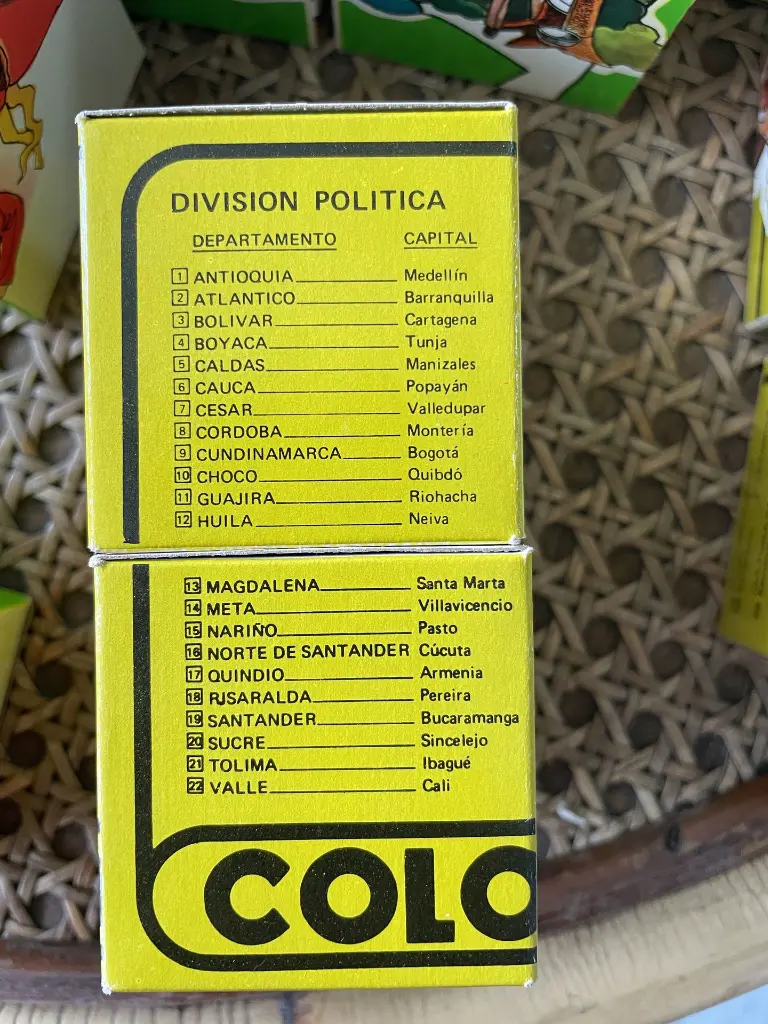 DIVISION POLITICA
DEPARTAMENTO CAPITAL
1 ANTIOQUIA Medellín
2 ATLANTICO Barranquilla
3 BOLIVAR Cartagena
4 BOYACA Tunja
5 CALDAS Manizales
6 CAUCA Popayán
7 CESAR Valledupar
8 CORDOBA Montería
9 CUNDINAMARCA Bogotá
10 CHOCO Quibdó
11 GUAJIRA Riohacha
12 HUILA Neiva
13 MAGDALENA Santa Marta
14 META Villavicencio
15 NARIÑO Pasto
16 NORTE DE SANTANDER Cúcuta
17 QUINDIO Armenia
18 RISARALDA Pereira
19 SANTANDER Bucaramanga
20 SUCRE Sincelejo
21 TOLIMA Ibagué
22 VALLE Cali
COLO